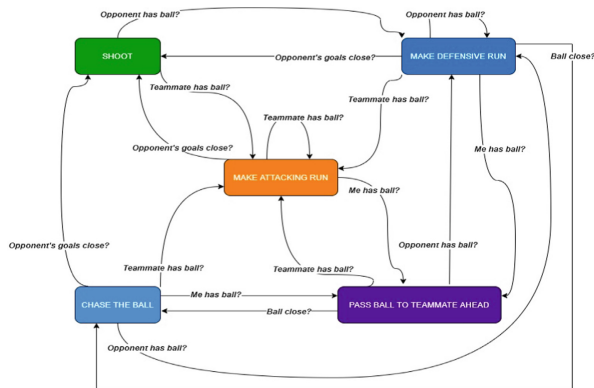 Opponent has ball?
Opponent has ball?
SHOOT
Opponent's goals close?
MAKE DEFENSIVE RUN
Ball close?
Teammate has ball?
Teammate has ball?
Teammate has ball?
Opponent's goals close?
Me has ball?
MAKE ATTACKING RUN
Me has ball?
Opponent's goals close?
Opponent has ball?
Teammate has ball?
Teammate has ball?
CHASE THE BALL
Me has ball?
PASS BALL TO TEAMMATE AHEAD
Ball close?
Opponent has ball?